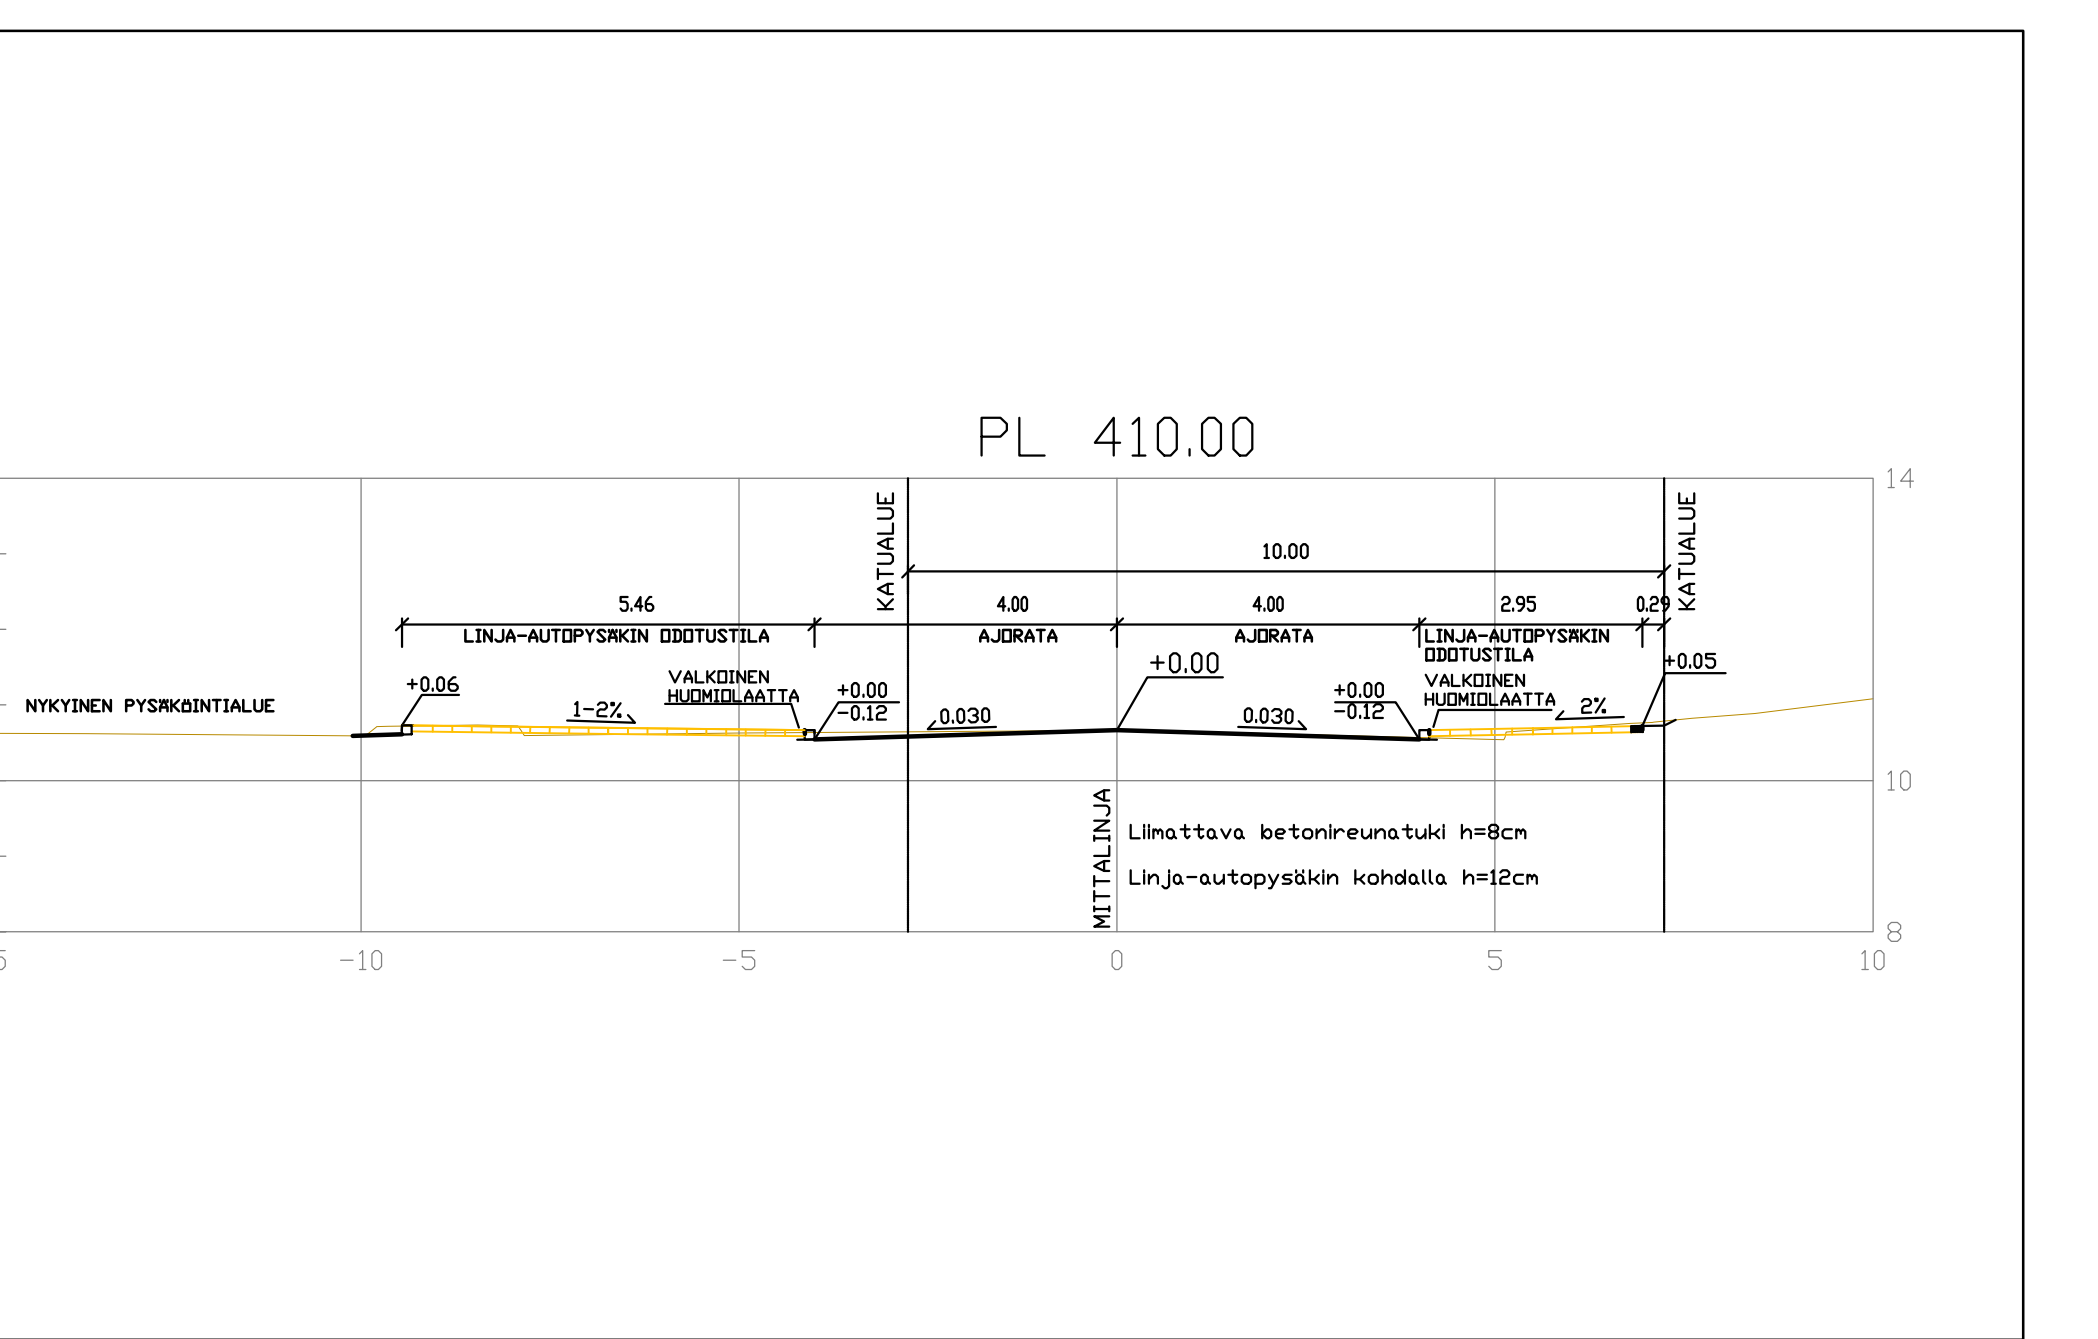 PL 410.00
14
KATUALUE
KATUALUE
10.00
5.46
4.00
4.00
2.95
0.29
LINJA-AUTOPYSÄKIN ODOTUSTILA
AJORATA
AJORATA
LINJA-AUTOPYSÄKIN
ODOTUSTILA
+0.00
+0.05
VALKOINEN
HUOMIOLAATTA
VALKOINEN
HUOMIOLAATTA
+0.06
+0.00
-0.12
+0.00
-0.12
NYKYINEN PYSÄKÖINTIALUE
1-2%
0.030
0.030
2%
10
MITTALINJA
Liimattava betonireunatuki h=8cm
Linja-autopysäkin kohdalla h=12cm
8
-10
-5
0
5
10